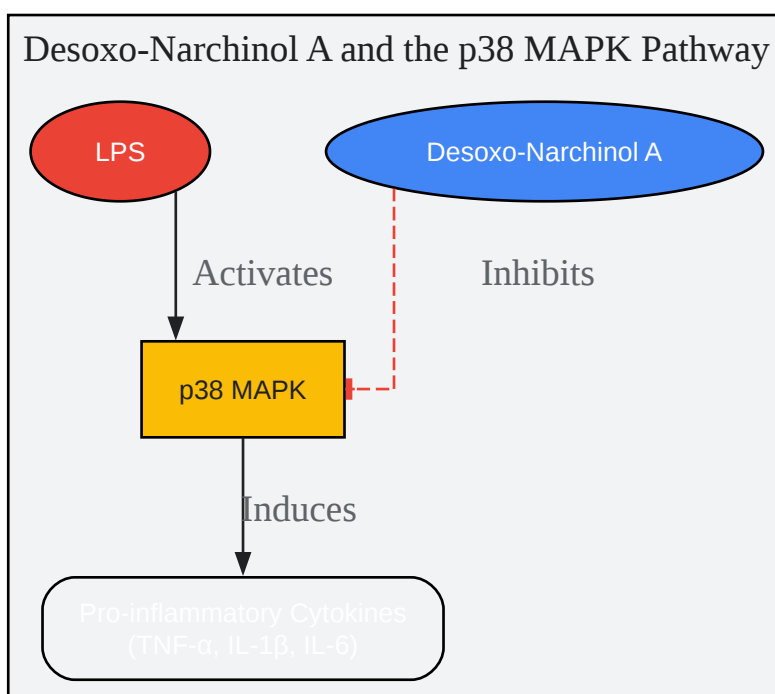 Desoxo-Narchinol A and the p38 MAPK Pathway
LPS
Desoxo-Narchinol A
Activates
Inhibits
p38 MAPK
Induces
Pro-inflammatory Cytokines
(TNF-α, IL-1β, IL-6)